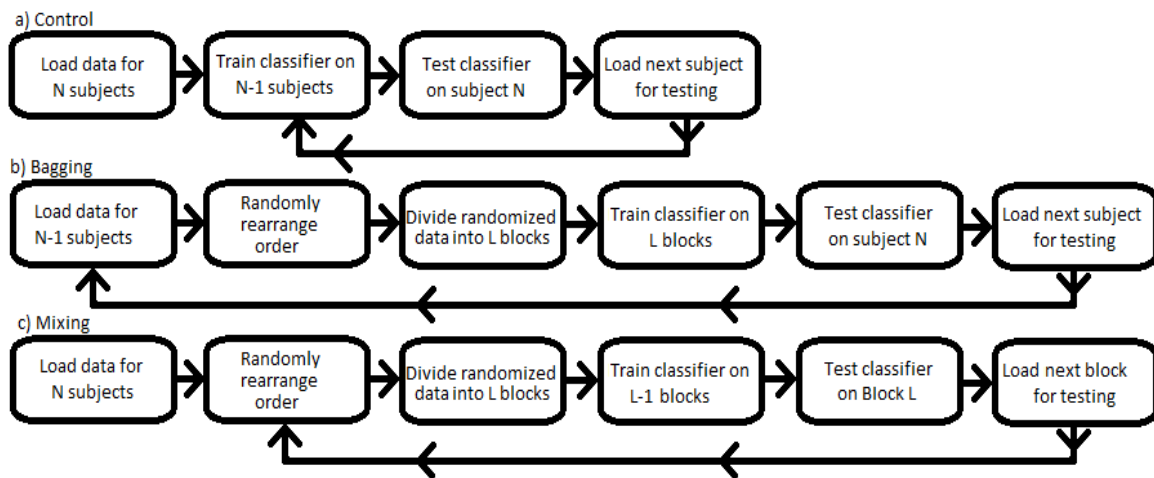 a) Control
Load data for
N subjects
Train classifier on
N-1 subjects
Test classifier
on subject N
Load next subject
for testing
b) Bagging
Load data for
N-1 subjects
Randomly
rearrange
order
Divide randomized
data into L blocks
Train classifier on
L blocks
Test classifier
on subject N
Load next subject
for testing
c) Mixing
Load data for
N subjects
Randomly
rearrange
order
Divide randomized
data into L blocks
Train classifier on
L-1 blocks
Test classifier
on Block L
Load next block
for testing